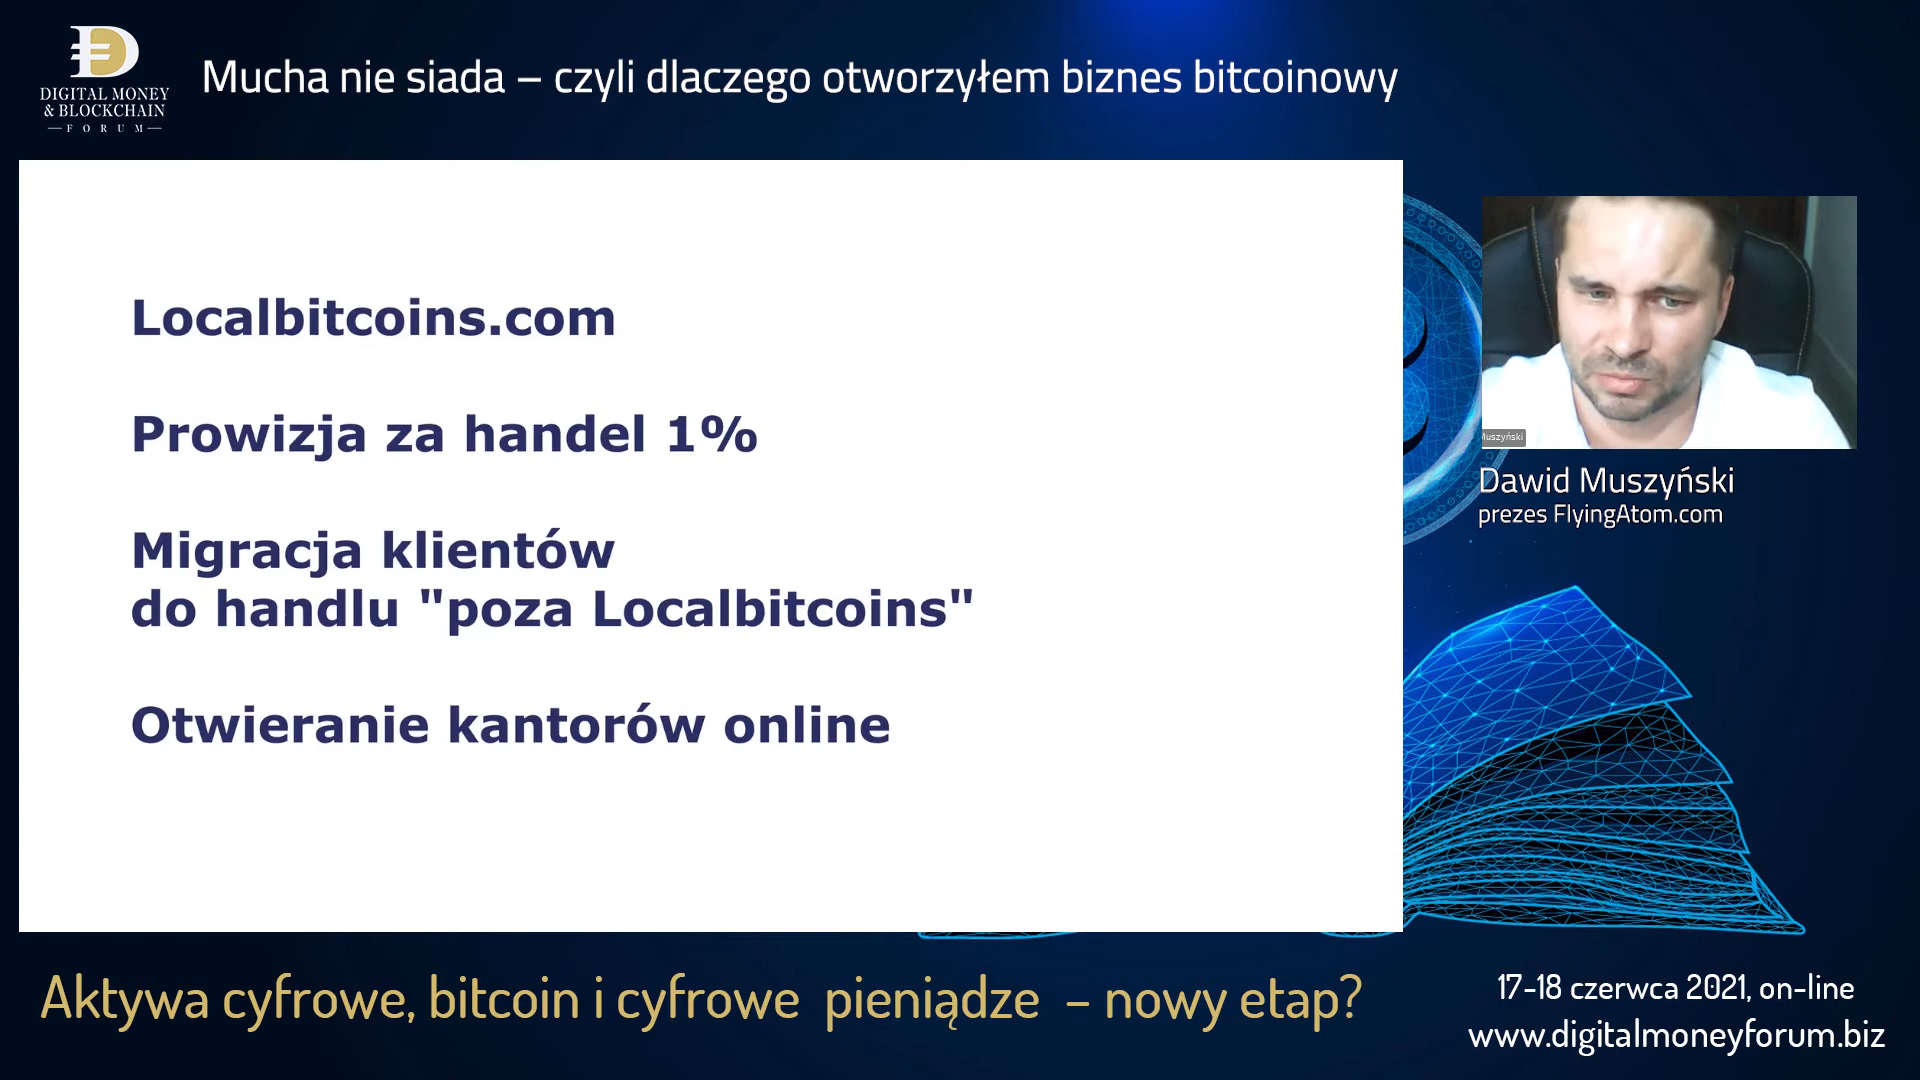 DIGITAL MONEY
& BLOCKCHAIN
FORUM
Mucha nie siada – czyli dlaczego otworzyłem biznes bitcoinowy
Localbitcoins.com
Prowizja za handel 1%
Migracja klientów
do handlu "poza Localbitcoins"
Otwieranie kantorów online
Muszyński
Dawid Muszyński
prezes FlyingAtom.com
Aktywa cyfrowe, bitcoin i cyfrowe pieniądze – nowy etap?
17-18 czerwca 2021, on-line
www.digitalmoneyforum.biz